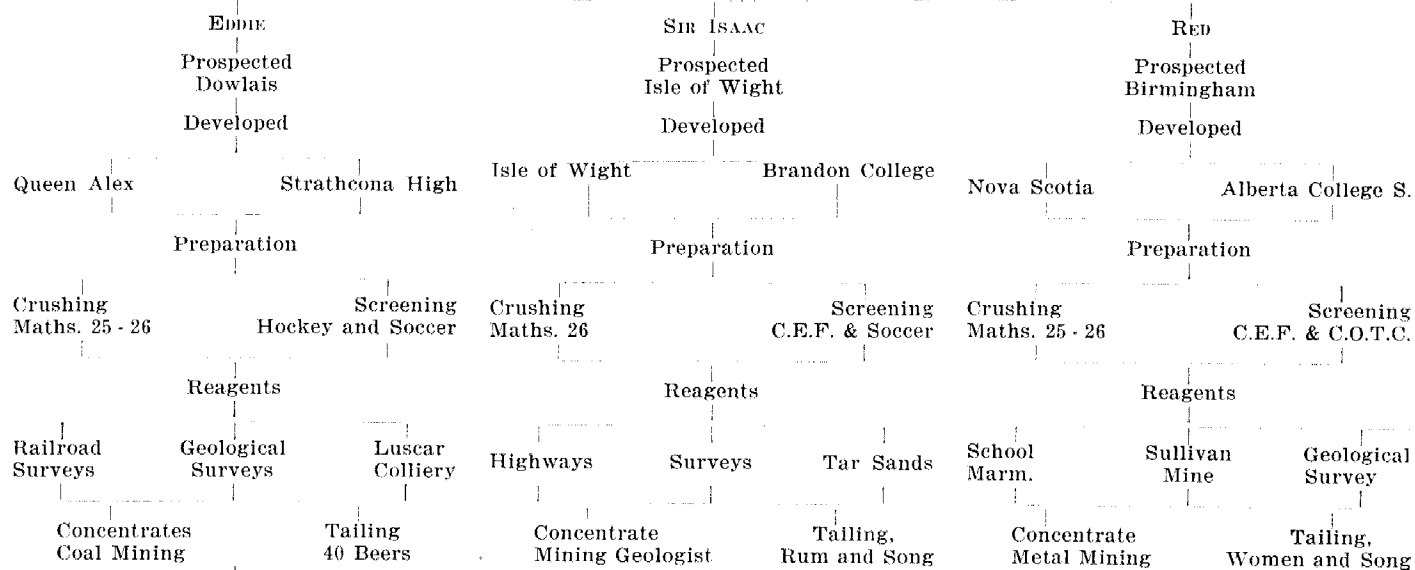 EDDIE
Prospected
Dowlais
Developed
Queen Alex
Strathcona High
Preparation
Crushing
Maths. 25 - 26
Screening
Hockey and Soccer
Reagents
Railroad
Surveys
Geological
Surveys
Luscar
Colliery
Concentrates
Coal Mining
Tailing
40 Beers
SIR ISAAC
Prospected
Isle of Wight
Developed
Isle of Wight
Brandon College
Preparation
Crushing
Maths. 26
Screening
C.E.F. & Soccer
Reagents
Highways
Surveys
Tar Sands
Concentrate
Mining Geologist
Tailing,
Rum and Song
RED
Prospected
Birmingham
Developed
Nova Scotia
Alberta College S.
Preparation
Crushing
Maths. 25 - 26
Screening
C.E.F. & C.O.T.C.
Reagents
School
Marm.
Sullivan
Mine
Geological
Survey
Concentrate
Metal Mining
Tailing,
Women and Song